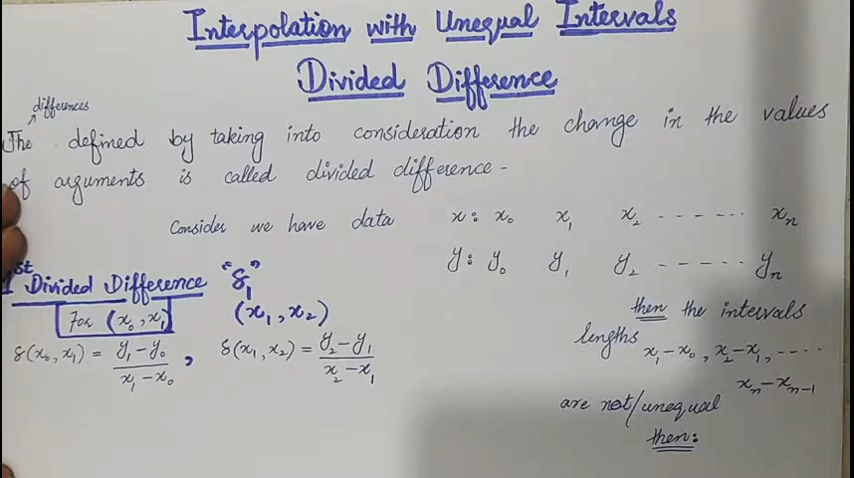 Interpolation with Unequal Intervals
Divided Difference
differences
The defined by taking into consideration the change in the values
of arguments is called divided difference -
Consider we have data
x : x₀ x₁ x₂ - - - - - - - xₙ
y : y₀ y₁ y₂ - - - - - - - yₙ
1st Divided Difference "δ₁"
For (x₀, x₁)
(x₁, x₂)
δ(x₀, x₁) = (y₁ - y₀)/(x₁ - x₀) , δ(x₁, x₂) = (y₂ - y₁)/(x₂ - x₁)
then the intervals
lengths x₁-x₀, x₂-x₁, - - - -
xₙ-xₙ₋₁
are not/unequal
then: